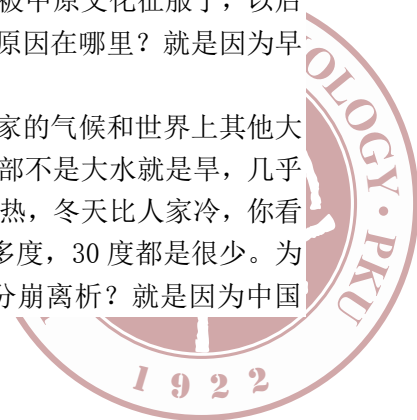 被中原文化征服了，以后
原因在哪里？就是因为早
家的气候和世界上其他大
部不是大水就是旱，几乎
热，冬天比人家冷，你看
多度，30 度都是很少。为
分崩离析？就是因为中国
OLOGY · PKU
1922